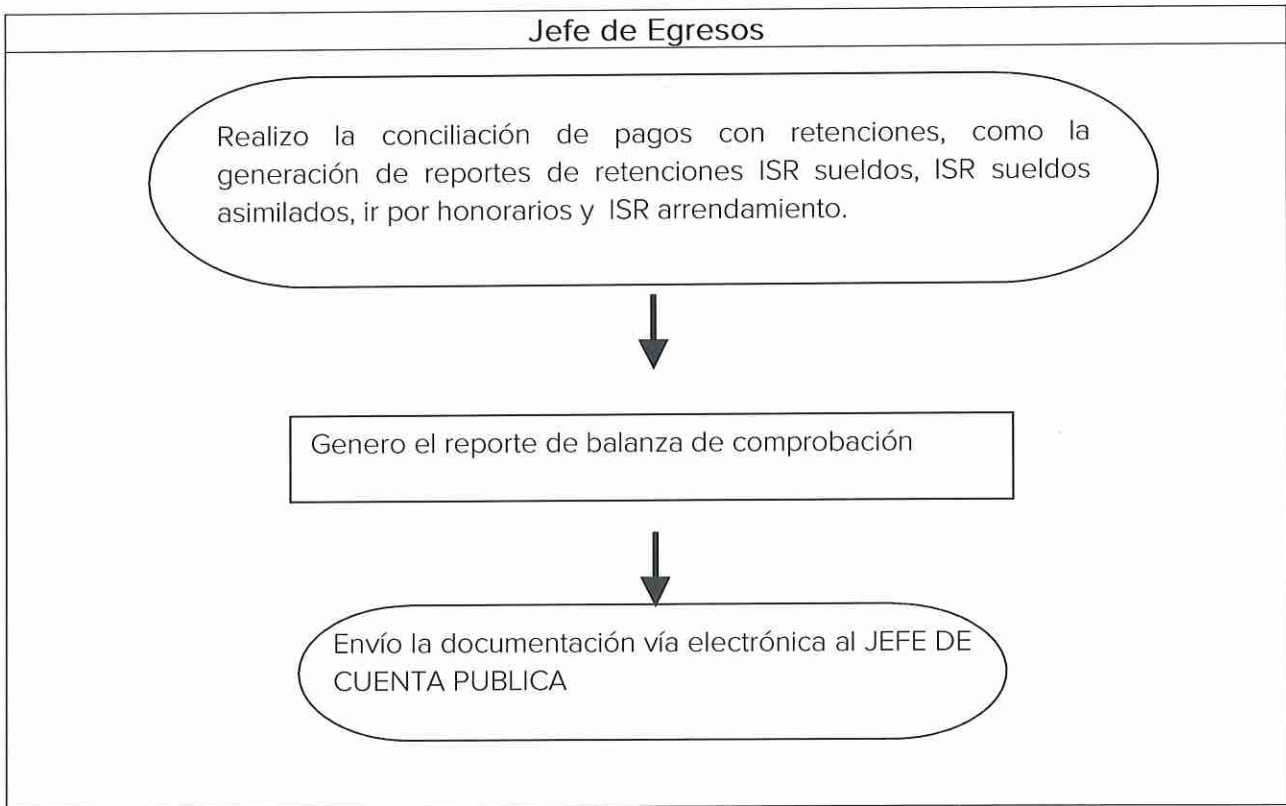 Jefe de Egresos
Realizo la conciliación de pagos con retenciones, como la
generación de reportes de retenciones ISR sueldos, ISR sueldos
asimilados, ir por honorarios y ISR arrendamiento.
Genero el reporte de balanza de comprobación
Envío la documentación vía electrónica al JEFE DE
CUENTA PUBLICA